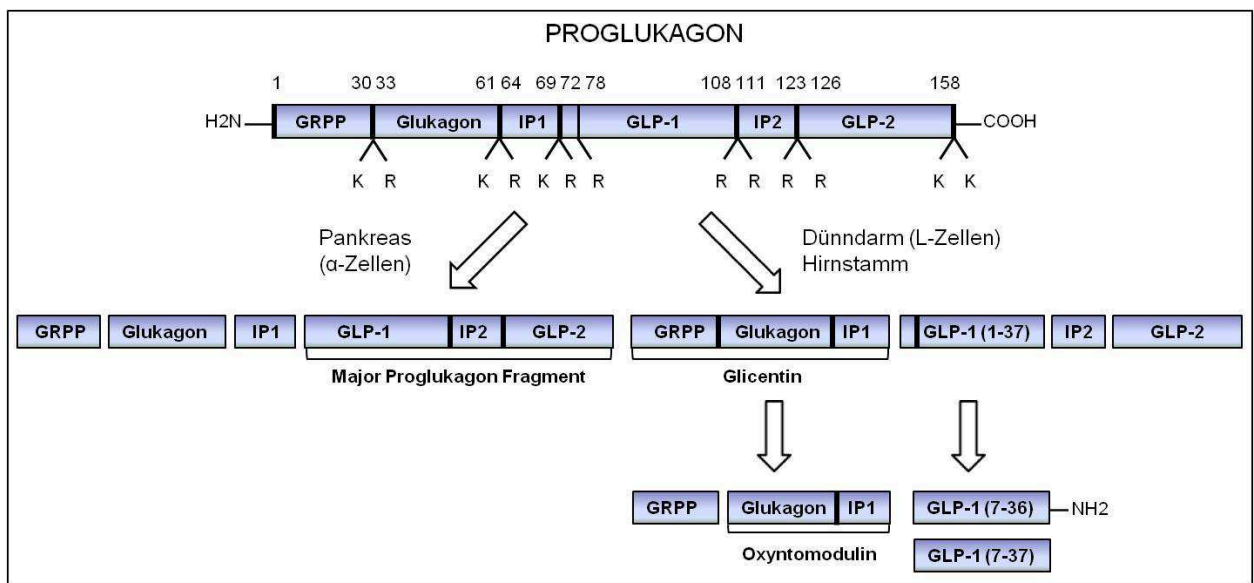 PROGLUKAGON
1 30 33 61 64 69 72 78 108 111 123 126 158
H2N GRPP Glukagon IP1 GLP-1 IP2 GLP-2 COOH
K R K R K R R R R R R K K
Pankreas
(α-Zellen)
Dünndarm (L-Zellen)
Hirnstamm
GRPP Glukagon IP1 GLP-1 IP2 GLP-2 GRPP Glukagon IP1 GLP-1 (1-37) IP2 GLP-2
Major Proglukagon Fragment Glicentin
GRPP Glukagon IP1 GLP-1 (7-36) NH2
Oxyntomodulin GLP-1 (7-37)